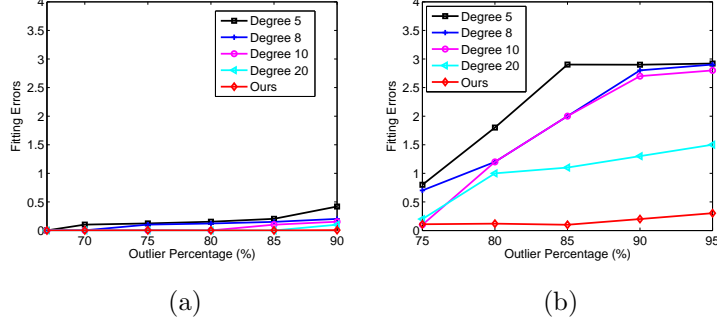 4
3.5
3
2.5
2
1.5
1
0.5
0
Fitting Errors
Degree 5
Degree 8
Degree 10
Degree 20
Ours
70 75 80 85 90
Outlier Percentage (%)
(a)
4
3.5
3
2.5
2
1.5
1
0.5
0
Fitting Errors
Degree 5
Degree 8
Degree 10
Degree 20
Ours
75 80 85 90 95
Outlier Percentage (%)
(b)